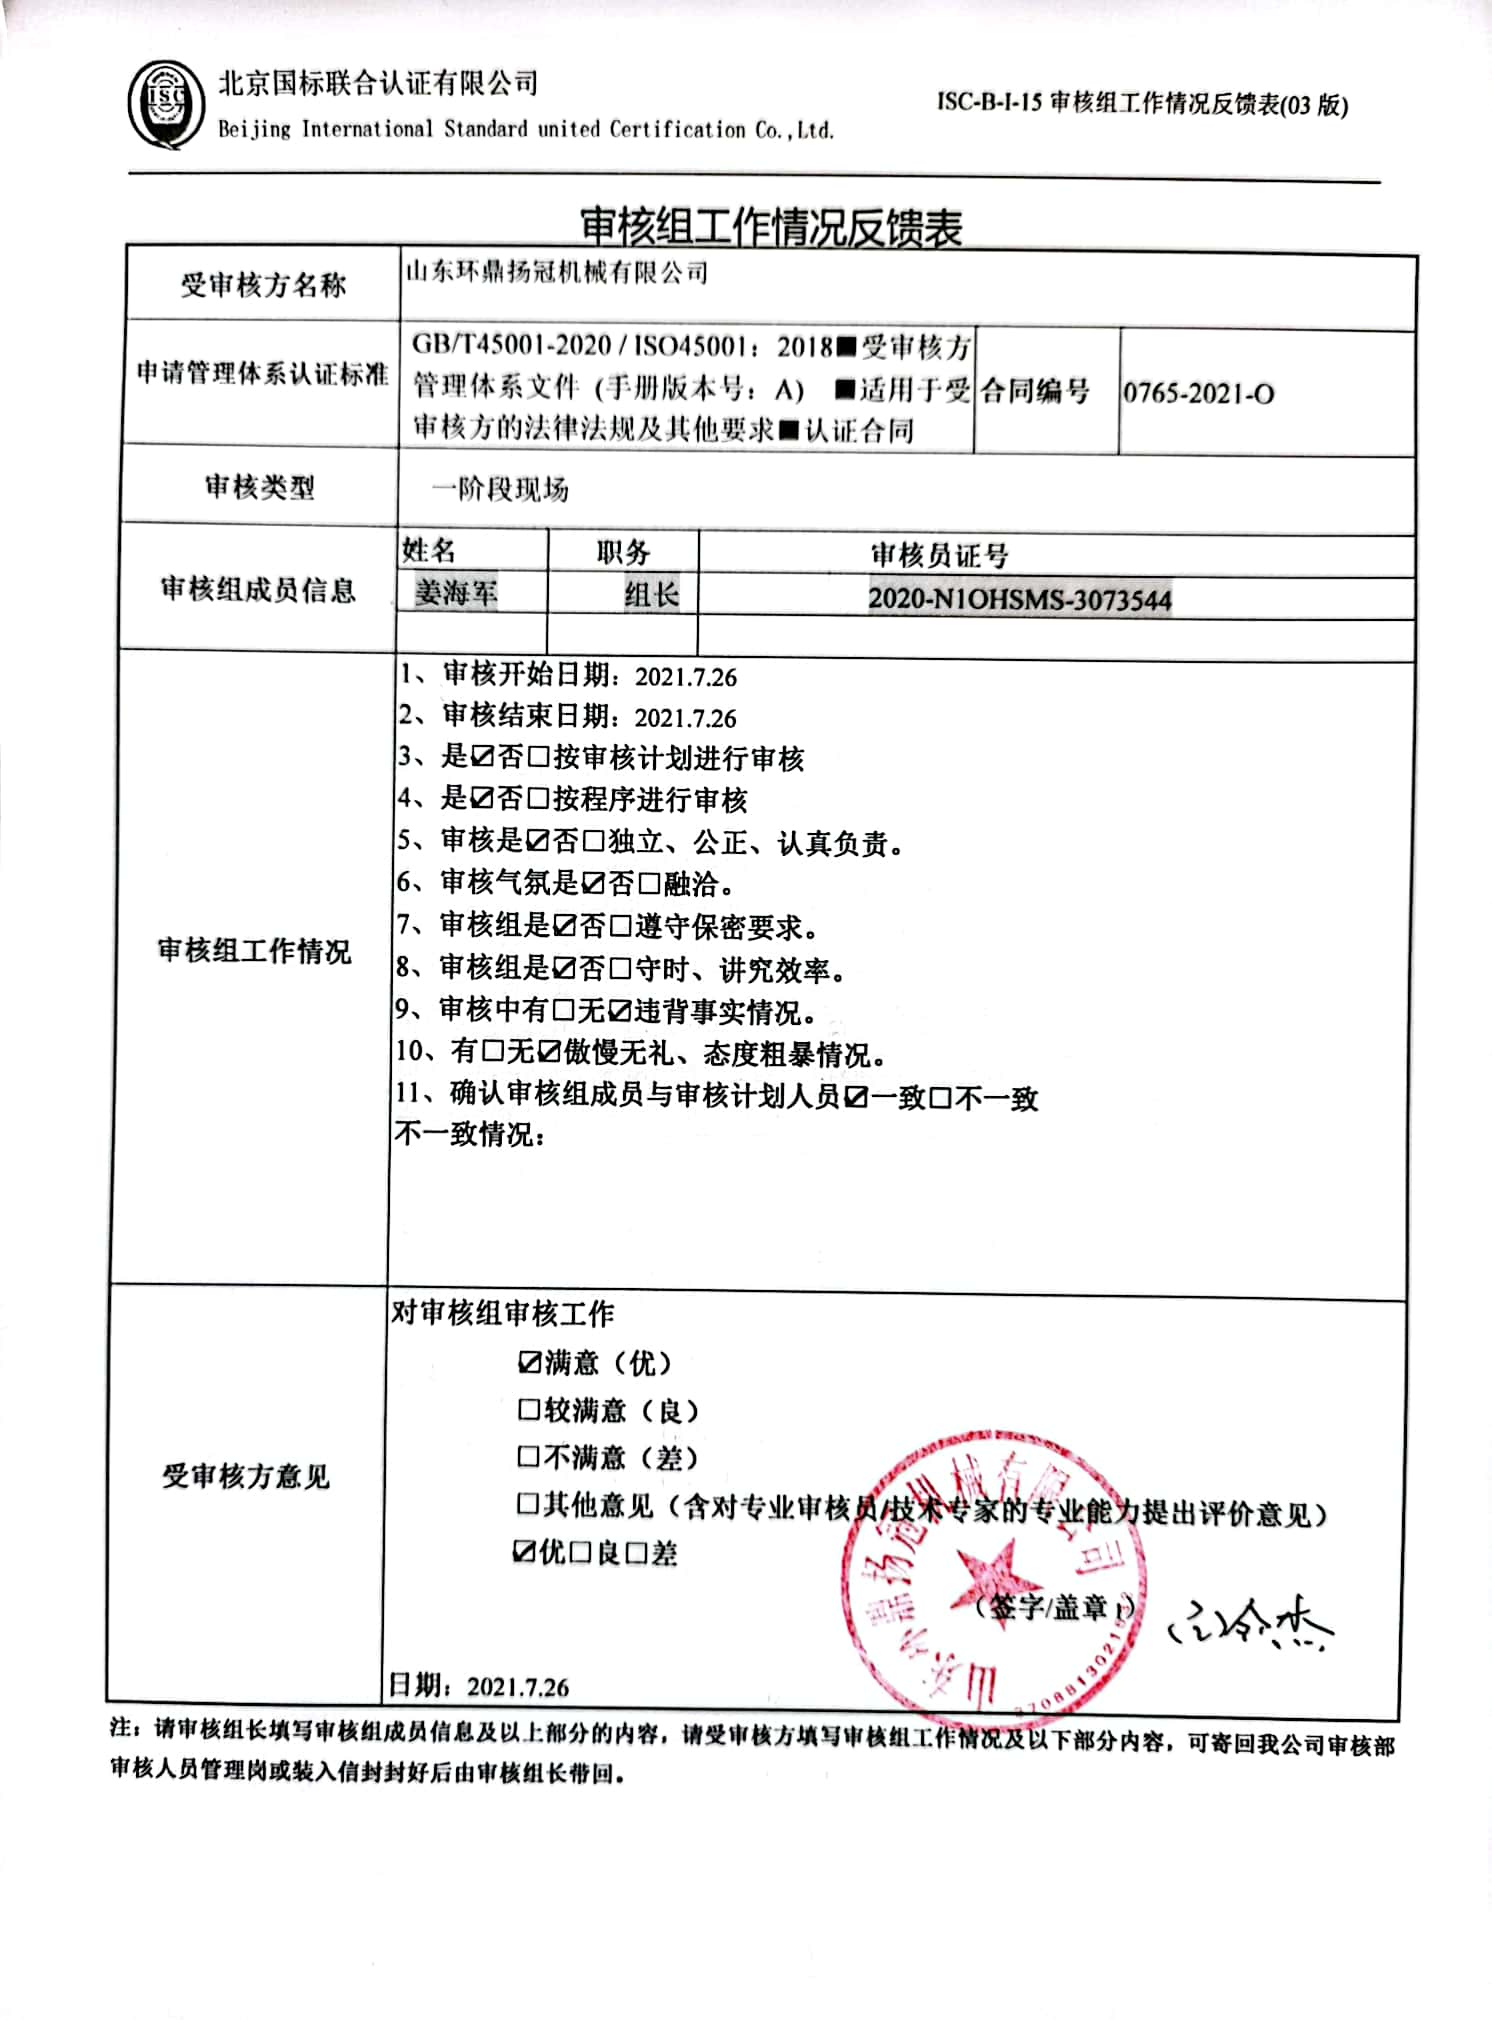 北京国标联合认证有限公司
Beijing International Standard united Certification Co.,Ltd.
ISC-B-I-15 审核组工作情况反馈表(03 版)
ISC
审核组工作情况反馈表
受审核方名称
山东环鼎扬冠机械有限公司
申请管理体系认证标准
GB/T45001-2020 / ISO45001：2018■受审核方
管理体系文件（手册版本号：A） ■适用于受
审核方的法律法规及其他要求■认证合同
合同编号
0765-2021-O
审核类型
一阶段现场
审核组成员信息
姓名 职务 审核员证号
姜海军 组长 2020-N1OHSMS-3073544
审核组工作情况
1、审核开始日期：2021.7.26
2、审核结束日期：2021.7.26
3、是☑否□按审核计划进行审核
4、是☑否□按程序进行审核
5、审核是☑否□独立、公正、认真负责。
6、审核气氛是☑否□融洽。
7、审核组是☑否□遵守保密要求。
8、审核组是☑否□守时、讲究效率。
9、审核中有□无☑违背事实情况。
10、有□无☑傲慢无礼、态度粗暴情况。
11、确认审核组成员与审核计划人员☑一致□不一致
不一致情况：
受审核方意见
对审核组审核工作
☑满意（优）
□较满意（良）
□不满意（差）
□其他意见（含对专业审核员/技术专家的专业能力提出评价意见）
☑优□良□差
（签字/盖章）
山东环鼎扬冠机械有限公司
日期：2021.7.26
注：请审核组长填写审核组成员信息及以上部分的内容，请受审核方填写审核组工作情况及以下部分内容，可寄回我公司审核部
审核人员管理岗或装入信封封好后由审核组长带回。